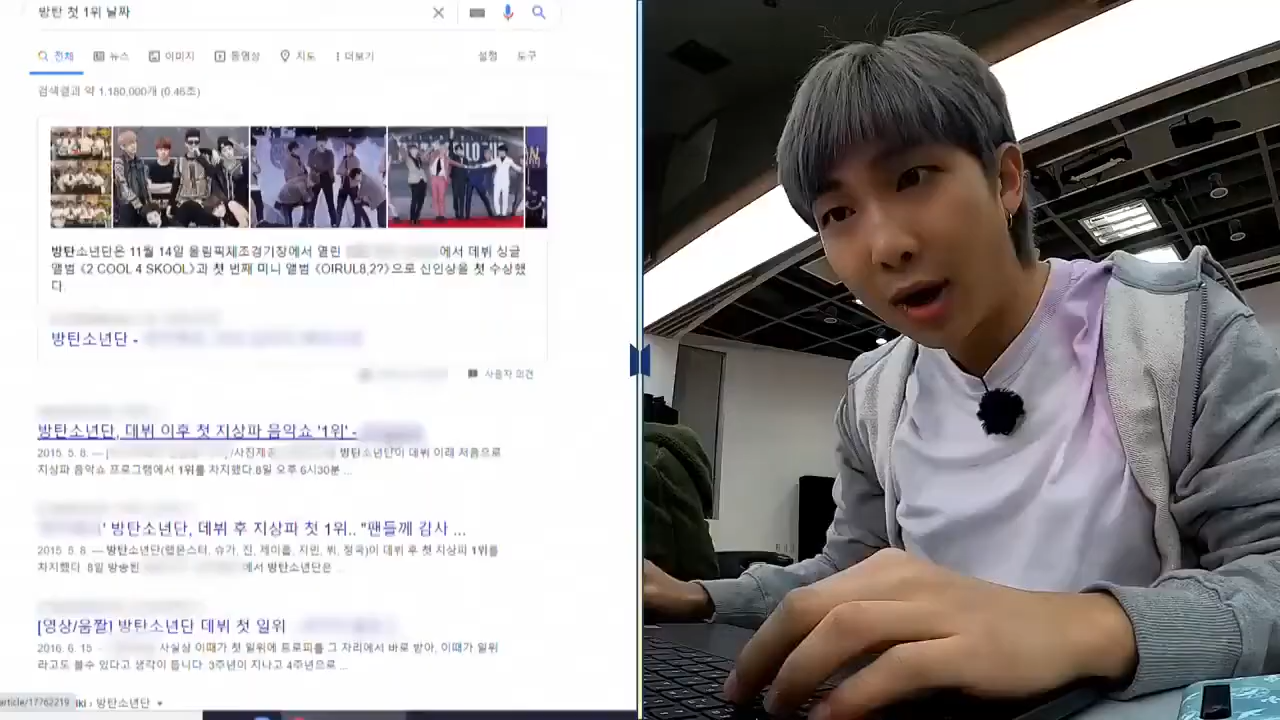 방탄 첫 1위 날짜
전체 뉴스 이미지 동영상 지도 더보기 설정 도구
검색결과 약 1,180,000개 (0.46초)
방탄소년단은 11월 14일 올림픽체조경기장에서 열린 에서 데뷔 싱글
앨범 《2 COOL 4 SKOOL》과 첫 번째 미니 앨범 《O!RUL8,2?》으로 신인상을 첫 수상했
다.
방탄소년단 -
사용자 의견
방탄소년단, 데뷔 이후 첫 지상파 음악쇼 '1위' -
2015. 5. 8. — [ /사진제공 방탄소년단이 데뷔 이래 처음으로
지상파 음악쇼 프로그램에서 1위를 차지했다. 8일 오후 6시30분 ...
' 방탄소년단, 데뷔 후 지상파 첫 1위.. "팬들께 감사 ...
2015. 5. 8. — 방탄소년단(랩몬스터, 슈가, 진, 제이홉, 지민, 뷔, 정국)이 데뷔 후 첫 지상파 1위를
차지했다. 8일 방송된 에서 방탄소년단은 ...
[영상/움짤] 방탄소년단 데뷔 첫 일위
2016. 6. 15. - 사실상 이때가 첫 일위에 트로피를 그 자리에서 바로 받아, 이때가 일위
라고도 볼수 있다고 생각이 듭니다. 3주년이 지나고 4주년으로 ...
article/17762219 iki › 방탄소년단